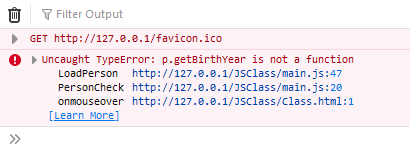 Filter Output
GET http://127.0.0.1/favicon.ico
Uncaught TypeError: p.getBirthYear is not a function
LoadPerson http://127.0.0.1/JSClass/main.js:47
PersonCheck http://127.0.0.1/JSClass/main.js:20
onmouseover http://127.0.0.1/JSClass/Class.html:1
[Learn More]